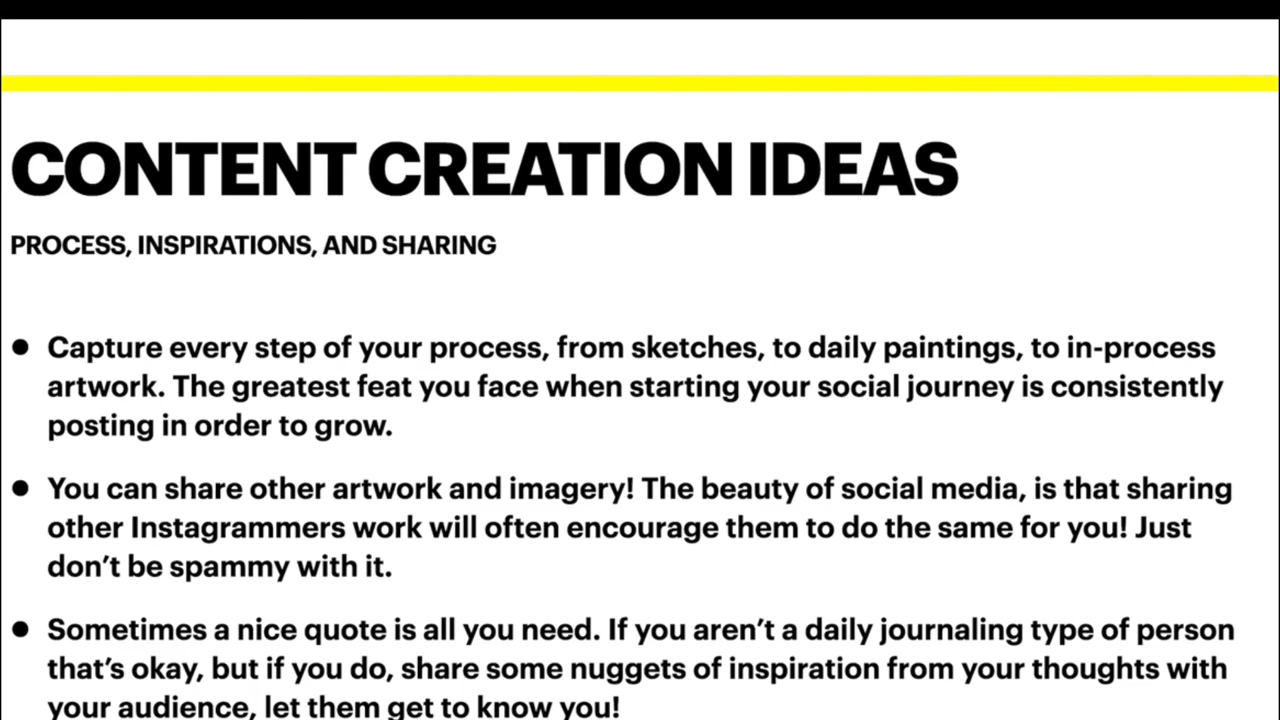 CONTENT CREATION IDEAS
PROCESS, INSPIRATIONS, AND SHARING
• Capture every step of your process, from sketches, to daily paintings, to in-process
artwork. The greatest feat you face when starting your social journey is consistently
posting in order to grow.
• You can share other artwork and imagery! The beauty of social media, is that sharing
other Instagrammers work will often encourage them to do the same for you! Just
don’t be spammy with it.
• Sometimes a nice quote is all you need. If you aren’t a daily journaling type of person
that’s okay, but if you do, share some nuggets of inspiration from your thoughts with
your audience, let them get to know you!